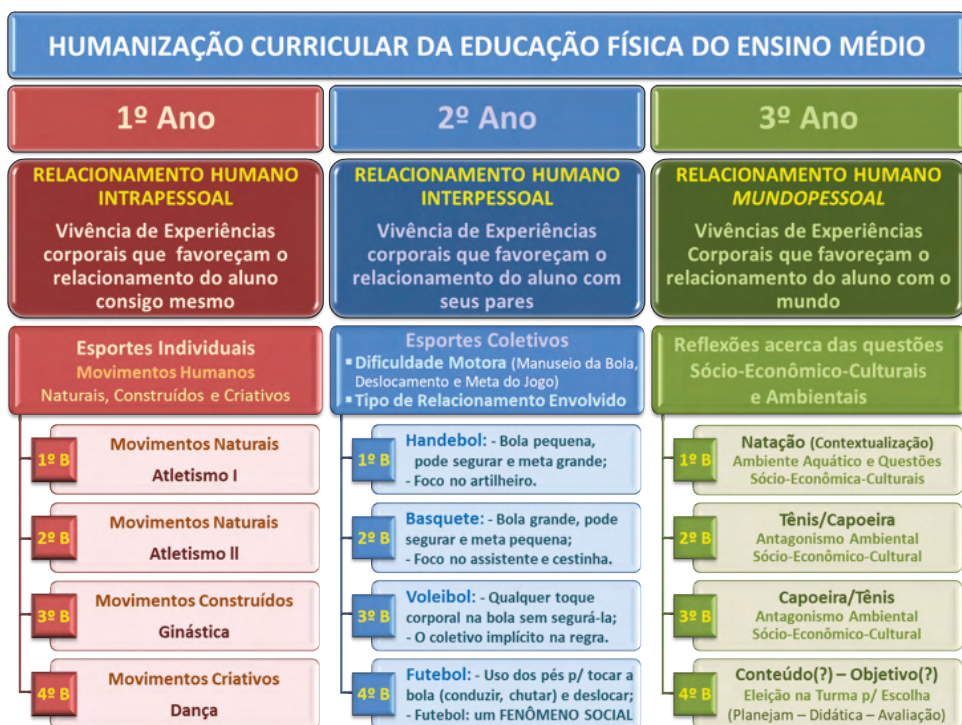 HUMANIZAÇÃO CURRICULAR DA EDUCAÇÃO FÍSICA DO ENSINO MÉDIO
1º Ano
RELACIONAMENTO HUMANO
INTRAPESSOAL
Vivência de Experiências
corporais que favoreçam o
relacionamento do aluno
consigo mesmo
Esportes Individuais
Movimentos Humanos
Naturais, Construídos e Criativos
1º B
Movimentos Naturais
Atletismo I
2º B
Movimentos Naturais
Atletismo II
3º B
Movimentos Construídos
Ginástica
4º B
Movimentos Criativos
Dança
2º Ano
RELACIONAMENTO HUMANO
INTERPESSOAL
Vivência de Experiências
corporais que favoreçam o
relacionamento do aluno com
seus pares
Esportes Coletivos
▪ Dificuldade Motora (Manuseio da Bola,
Deslocamento e Meta do Jogo)
▪ Tipo de Relacionamento Envolvido
1º B
Handebol: - Bola pequena,
pode segurar e meta grande;
- Foco no artilheiro.
2º B
Basquete: - Bola grande, pode
segurar e meta pequena;
- Foco no assistente e cestinha.
3º B
Voleibol: - Qualquer toque
corporal na bola sem segurá-la;
- O coletivo implícito na regra.
4º B
Futebol: - Uso dos pés p/ tocar a
bola (conduzir, chutar) e deslocar;
- Futebol: um FENÔMENO SOCIAL
3º Ano
RELACIONAMENTO HUMANO
MUNDOPESSOAL
Vivências de Experiências
Corporais que favoreçam o
relacionamento do aluno com o
mundo
Reflexões acerca das questões
Sócio-Econômico-Culturais
e Ambientais
1º B
Natação (Contextualização)
Ambiente Aquático e Questões
Sócio-Econômica-Culturais
2º B
Tênis/Capoeira
Antagonismo Ambiental
Sócio-Econômico-Cultural
3º B
Capoeira/Tênis
Antagonismo Ambiental
Sócio-Econômico-Cultural
4º B
Conteúdo(?) – Objetivo(?)
Eleição na Turma p/ Escolha
(Planejam – Didática – Avaliação)